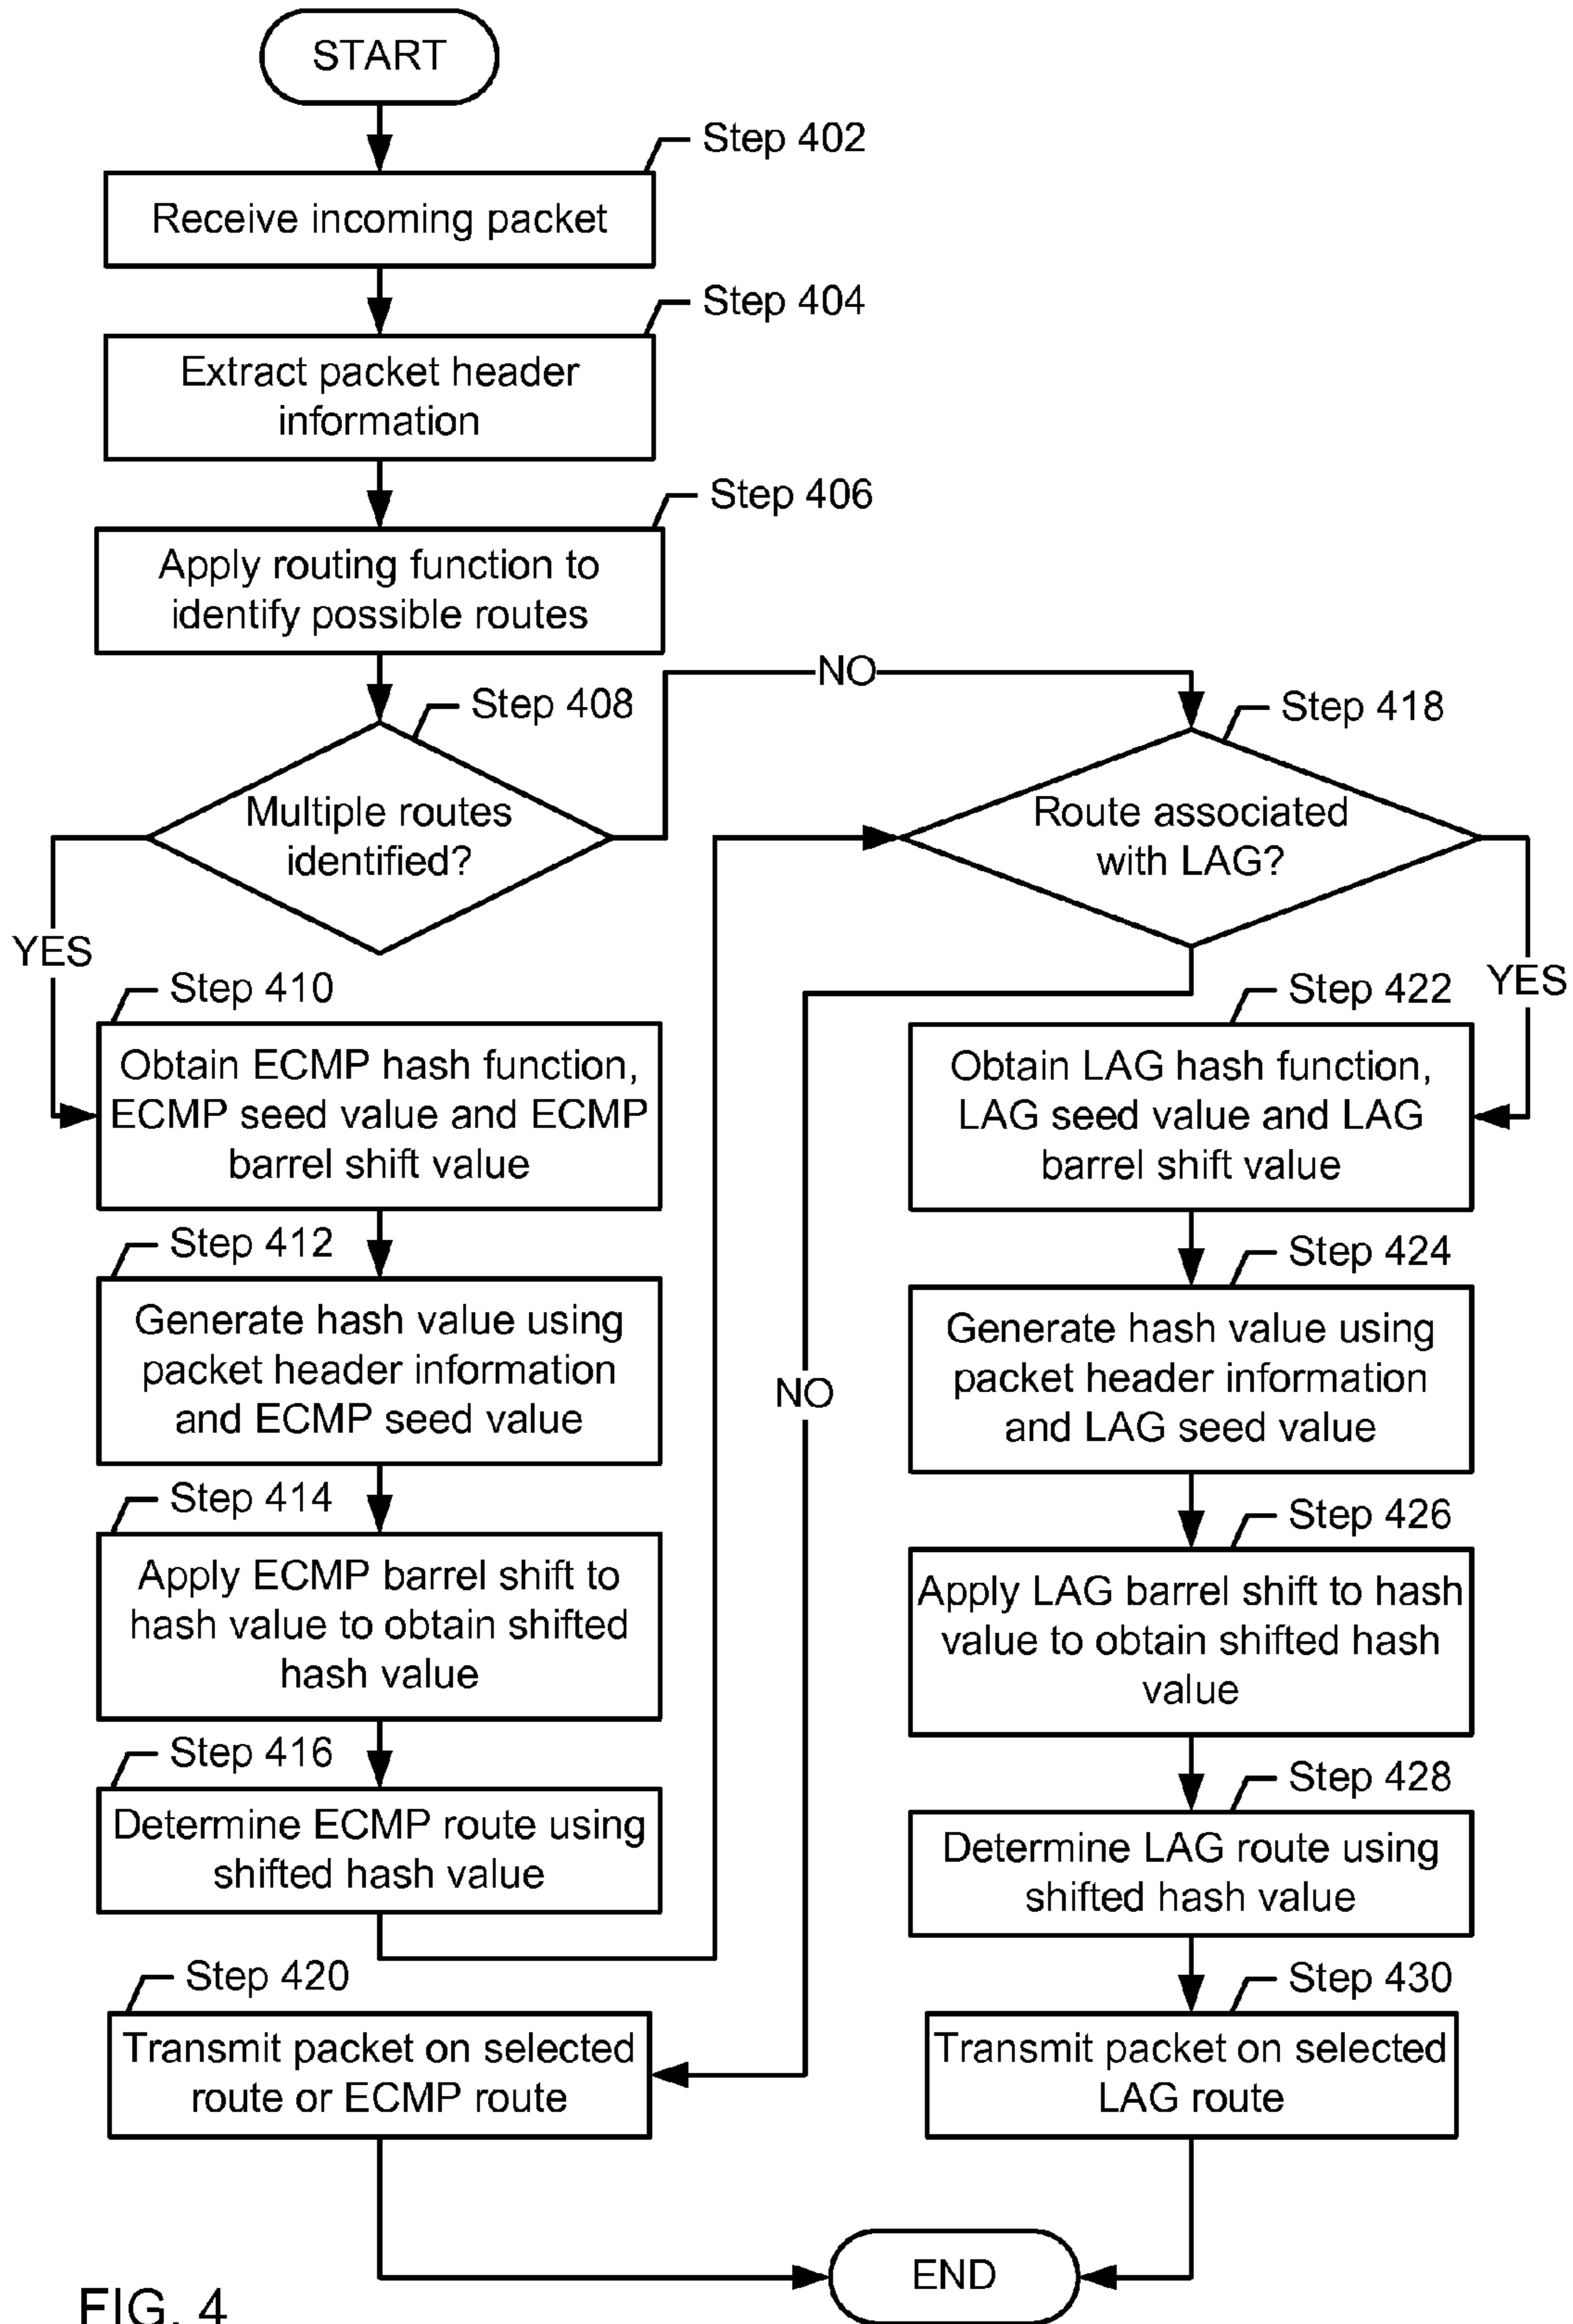 START
Step 402
Receive incoming packet
Step 404
Extract packet header
information
Step 406
Apply routing function to
identify possible routes
NO
Step 408
Multiple routes
identified?
YES
Step 410
Obtain ECMP hash function,
ECMP seed value and ECMP
barrel shift value
Step 412
Generate hash value using
packet header information
and ECMP seed value
Step 414
Apply ECMP barrel shift to
hash value to obtain shifted
hash value
Step 416
Determine ECMP route using
shifted hash value
Step 418
Route associated
with LAG?
NO
YES
Step 420
Transmit packet on selected
route or ECMP route
Step 422
Obtain LAG hash function,
LAG seed value and LAG
barrel shift value
Step 424
Generate hash value using
packet header information
and LAG seed value
Step 426
Apply LAG barrel shift to hash
value to obtain shifted hash
value
Step 428
Determine LAG route using
shifted hash value
Step 430
Transmit packet on selected
LAG route
END
FIG. 4